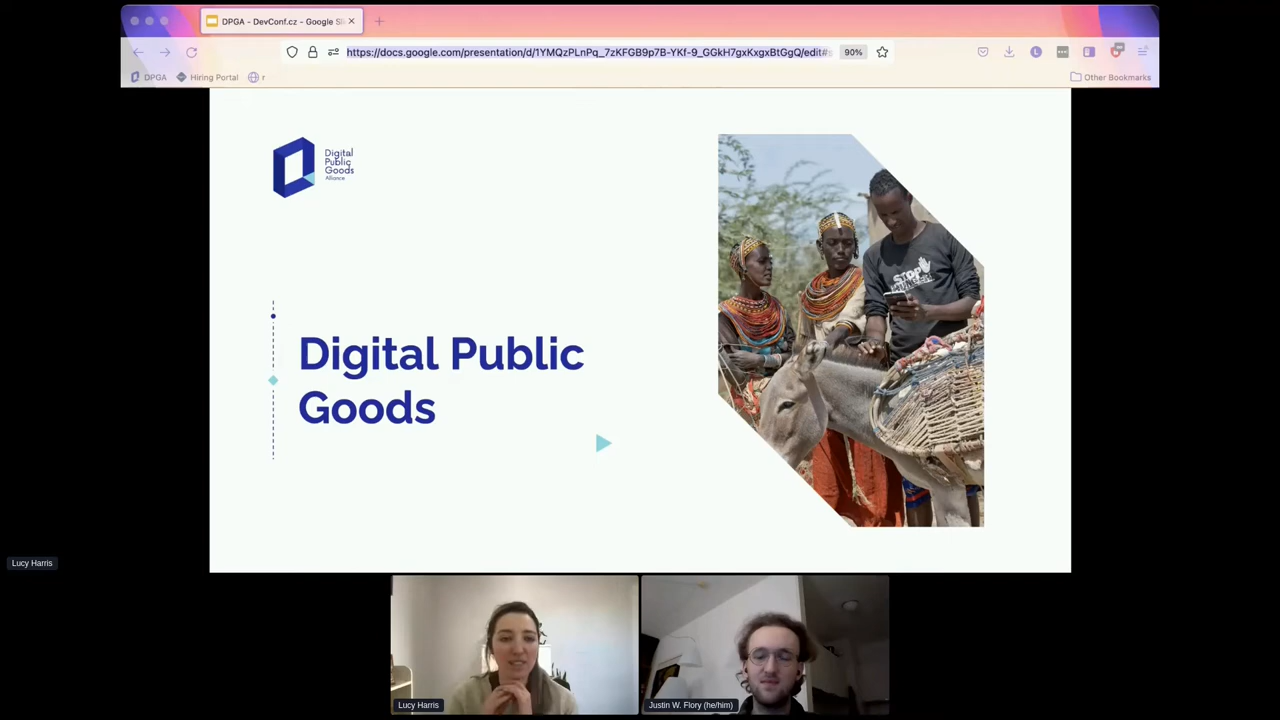 DPGA - DevConf.cz - Google Sl
https://docs.google.com/presentation/d/1YMQzPLnPq_7zKFGB9p7B-YKf-9_GGkH7gxKxgxBtGgQ/edit#s
90%
DPGA
Hiring Portal
r
Other Bookmarks
Digital
Public
Goods
Alliance
Digital Public
Goods
STOP
Lucy Harris
Lucy Harris
Justin W. Flory (he/him)